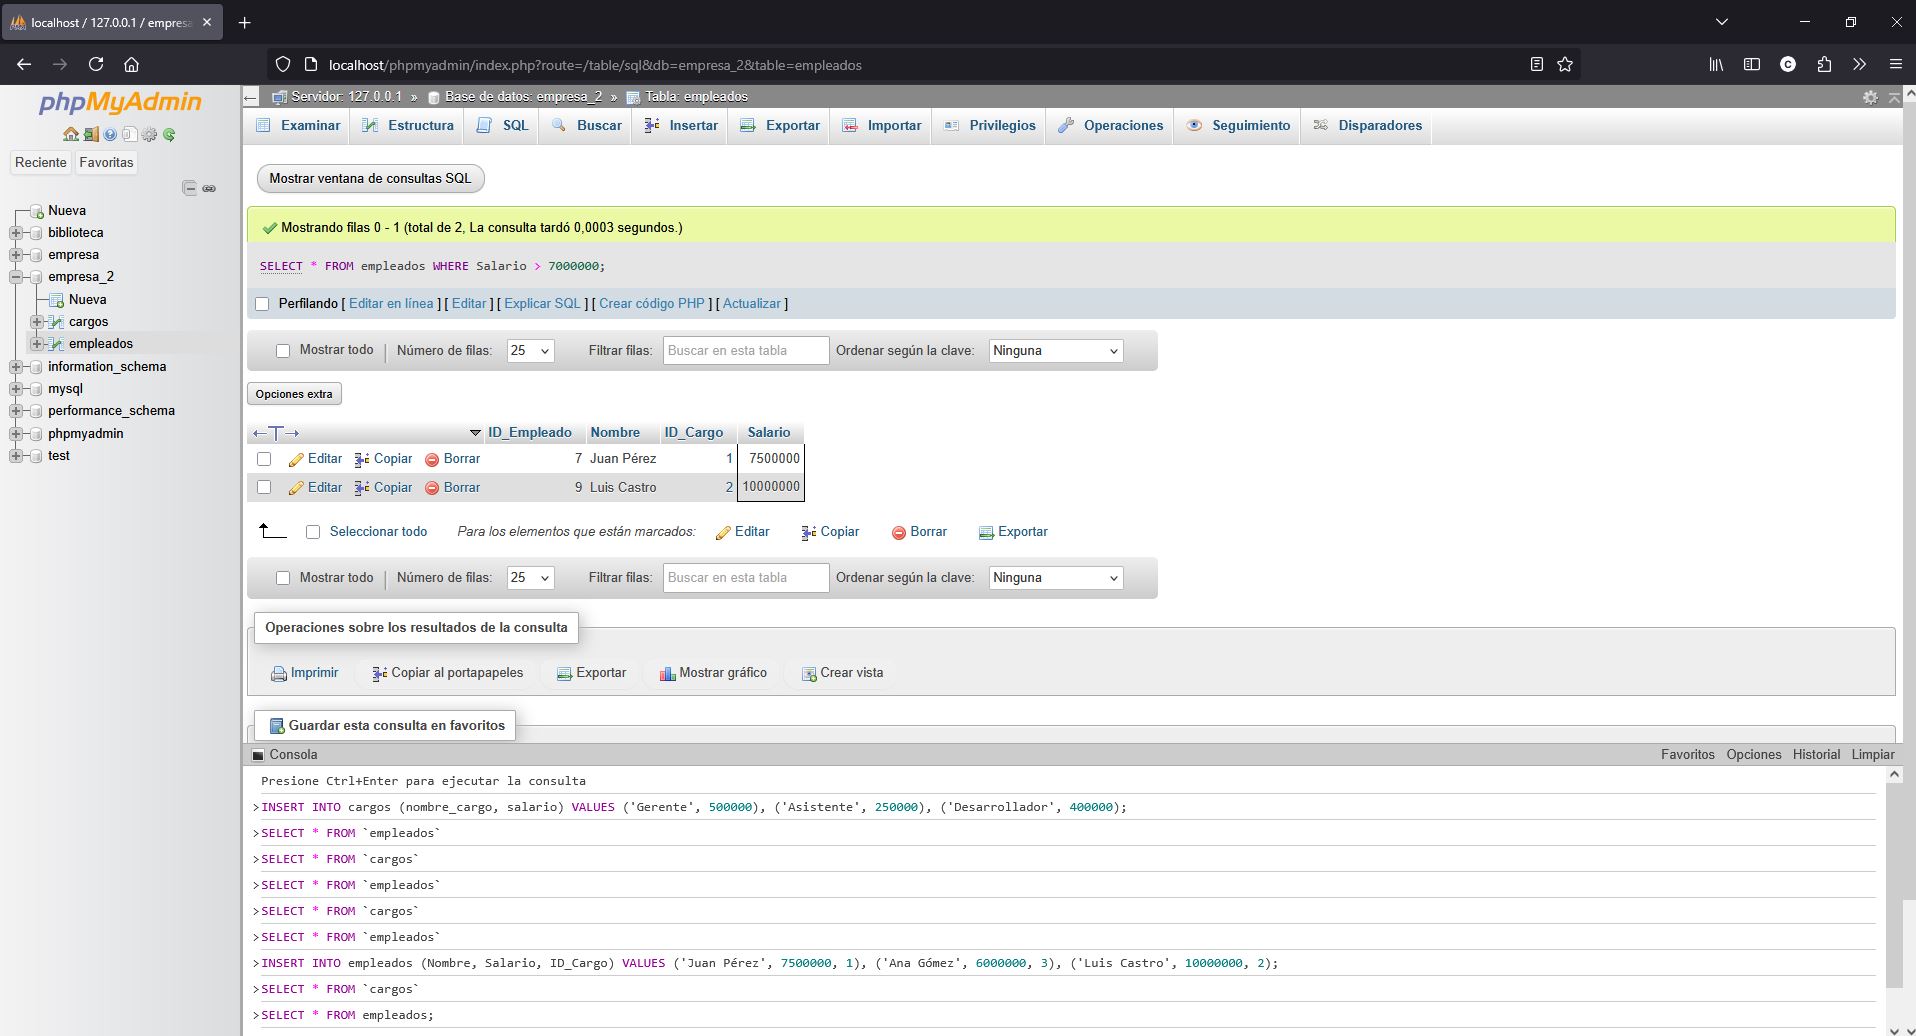 localhost / 127.0.0.1 / empresa
localhost/phpmyadmin/index.php?route=/table/sql&db=empresa_2&table=empleados
phpMyAdmin
Reciente Favoritas
Nueva
biblioteca
empresa
empresa_2
Nueva
cargos
empleados
information_schema
mysql
performance_schema
phpmyadmin
test
Servidor: 127.0.0.1 » Base de datos: empresa_2 » Tabla: empleados
Examinar Estructura SQL Buscar Insertar Exportar Importar Privilegios Operaciones Seguimiento Disparadores
Mostrar ventana de consultas SQL
Mostrando filas 0 - 1 (total de 2, La consulta tardó 0,0003 segundos.)
SELECT * FROM empleados WHERE Salario > 7000000;
Perfilando [ Editar en línea ] [ Editar ] [ Explicar SQL ] [ Crear código PHP ] [ Actualizar ]
Mostrar todo | Número de filas: 25 Filtrar filas: Buscar en esta tabla Ordenar según la clave: Ninguna
Opciones extra
←T→ ID_Empleado Nombre ID_Cargo Salario
Editar Copiar Borrar 7 Juan Pérez 1 7500000
Editar Copiar Borrar 9 Luis Castro 2 10000000
Seleccionar todo Para los elementos que están marcados: Editar Copiar Borrar Exportar
Mostrar todo | Número de filas: 25 Filtrar filas: Buscar en esta tabla Ordenar según la clave: Ninguna
Operaciones sobre los resultados de la consulta
Imprimir Copiar al portapapeles Exportar Mostrar gráfico Crear vista
Guardar esta consulta en favoritos
Consola Favoritos Opciones Historial Limpiar
Presione Ctrl+Enter para ejecutar la consulta
>INSERT INTO cargos (nombre_cargo, salario) VALUES ('Gerente', 500000), ('Asistente', 250000), ('Desarrollador', 400000);
>SELECT * FROM `empleados`
>SELECT * FROM `cargos`
>SELECT * FROM `empleados`
>SELECT * FROM `cargos`
>SELECT * FROM `empleados`
>INSERT INTO empleados (Nombre, Salario, ID_Cargo) VALUES ('Juan Pérez', 7500000, 1), ('Ana Gómez', 6000000, 3), ('Luis Castro', 10000000, 2);
>SELECT * FROM `cargos`
>SELECT * FROM empleados;